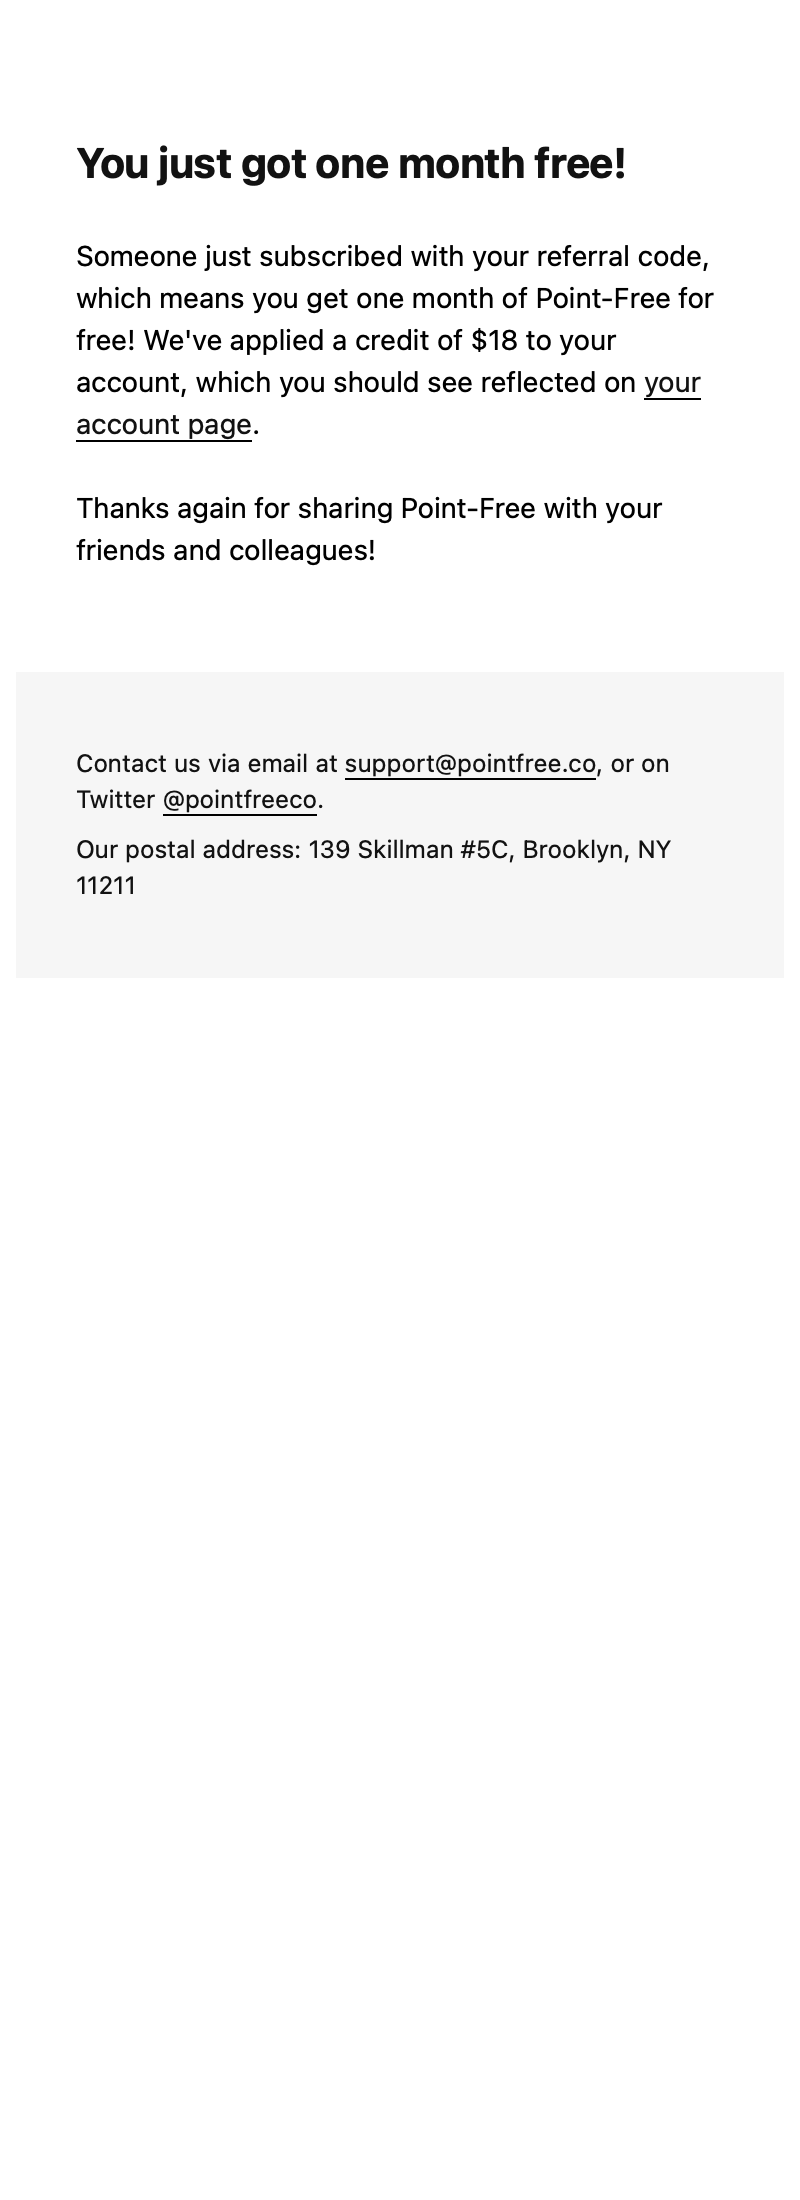 You just got one month free!
Someone just subscribed with your referral code,
which means you get one month of Point-Free for
free! We've applied a credit of $18 to your
account, which you should see reflected on your
account page.
Thanks again for sharing Point-Free with your
friends and colleagues!
Contact us via email at support@pointfree.co, or on
Twitter @pointfreeco.
Our postal address: 139 Skillman #5C, Brooklyn, NY
11211